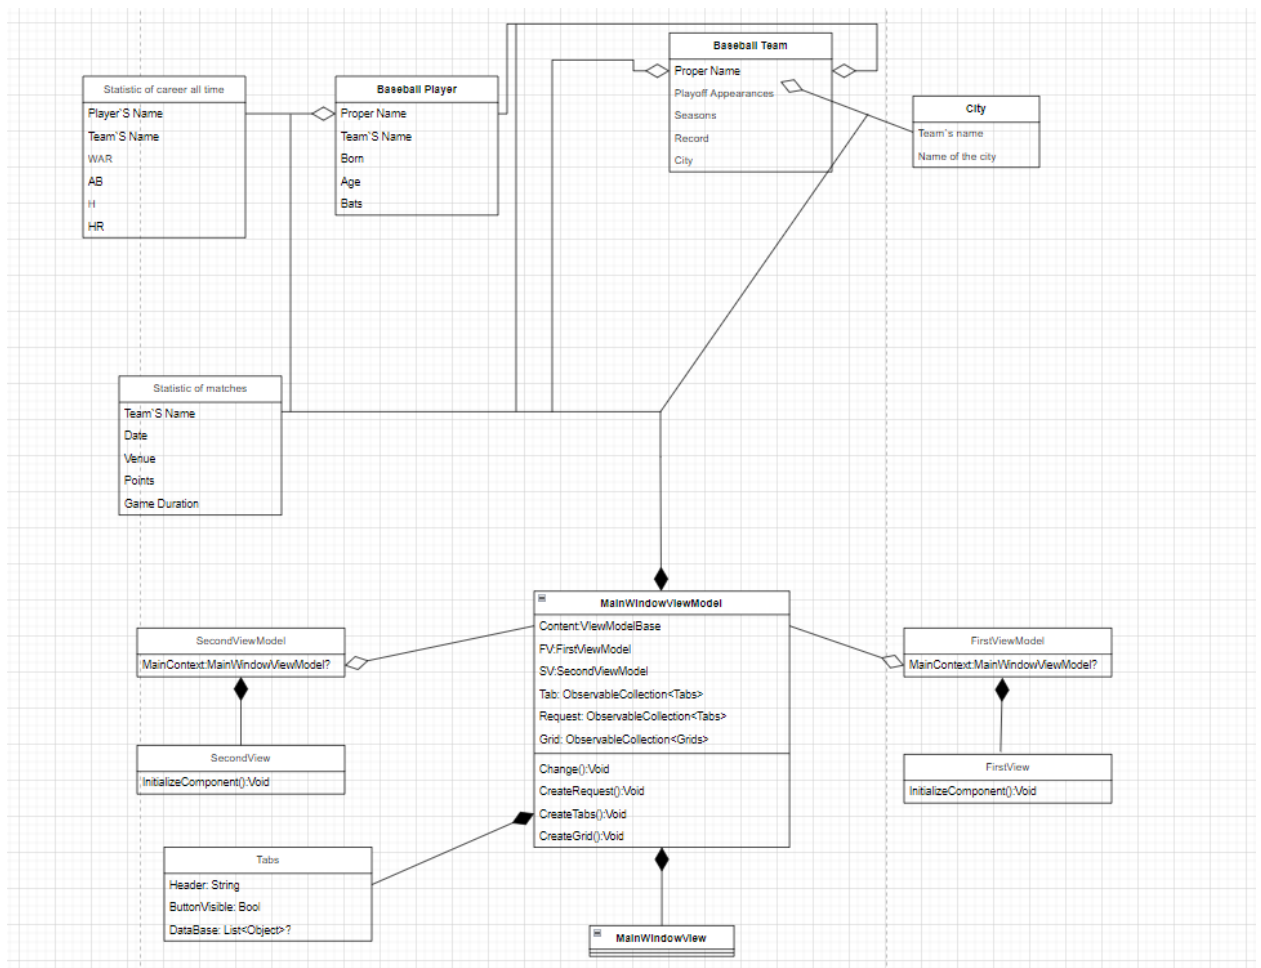 Baseball Team
Proper Name
Playoff Appearances
Seasons
Record
City
Statistic of career all time
Player`S Name
Team`S Name
WAR
AB
H
HR
Baseball Player
Proper Name
Team`S Name
Born
Age
Bats
City
Team`s name
Name of the city
Statistic of matches
Team`S Name
Date
Venue
Points
Game Duration
MainWindowViewModel
Content:ViewModelBase
FV:FirstViewModel
SV:SecondViewModel
Tab: ObservableCollection<Tabs>
Request: ObservableCollection<Tabs>
Grid: ObservableCollection<Grids>
Change():Void
CreateRequest():Void
CreateTabs():Void
CreateGrid():Void
SecondViewModel
MainContext:MainWindowViewModel?
FirstViewModel
MainContext:MainWindowViewModel?
SecondView
InitializeComponent():Void
FirstView
InitializeComponent():Void
Tabs
Header: String
ButtonVisible: Bool
DataBase: List<Object>?
MainWindowView